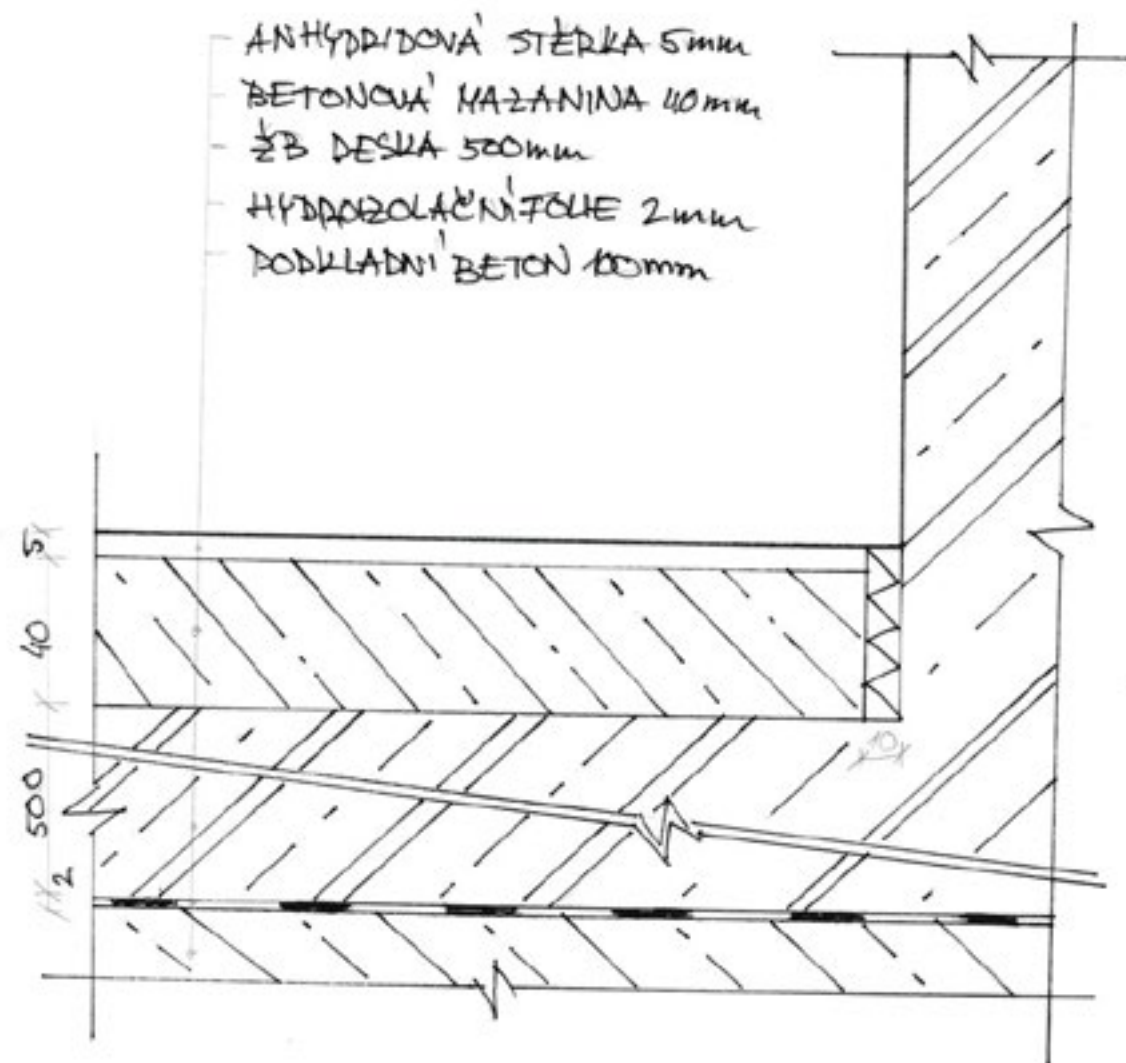 ANHYDRIDOVÁ STĚRKA 5mm
BETONOVÁ MAZANINA 40mm
ŽB DESKA 500mm
HYDROIZOLAČNÍ FOLIE 2mm
PODKLADNÍ BETON 100mm
5
40
10
500
2